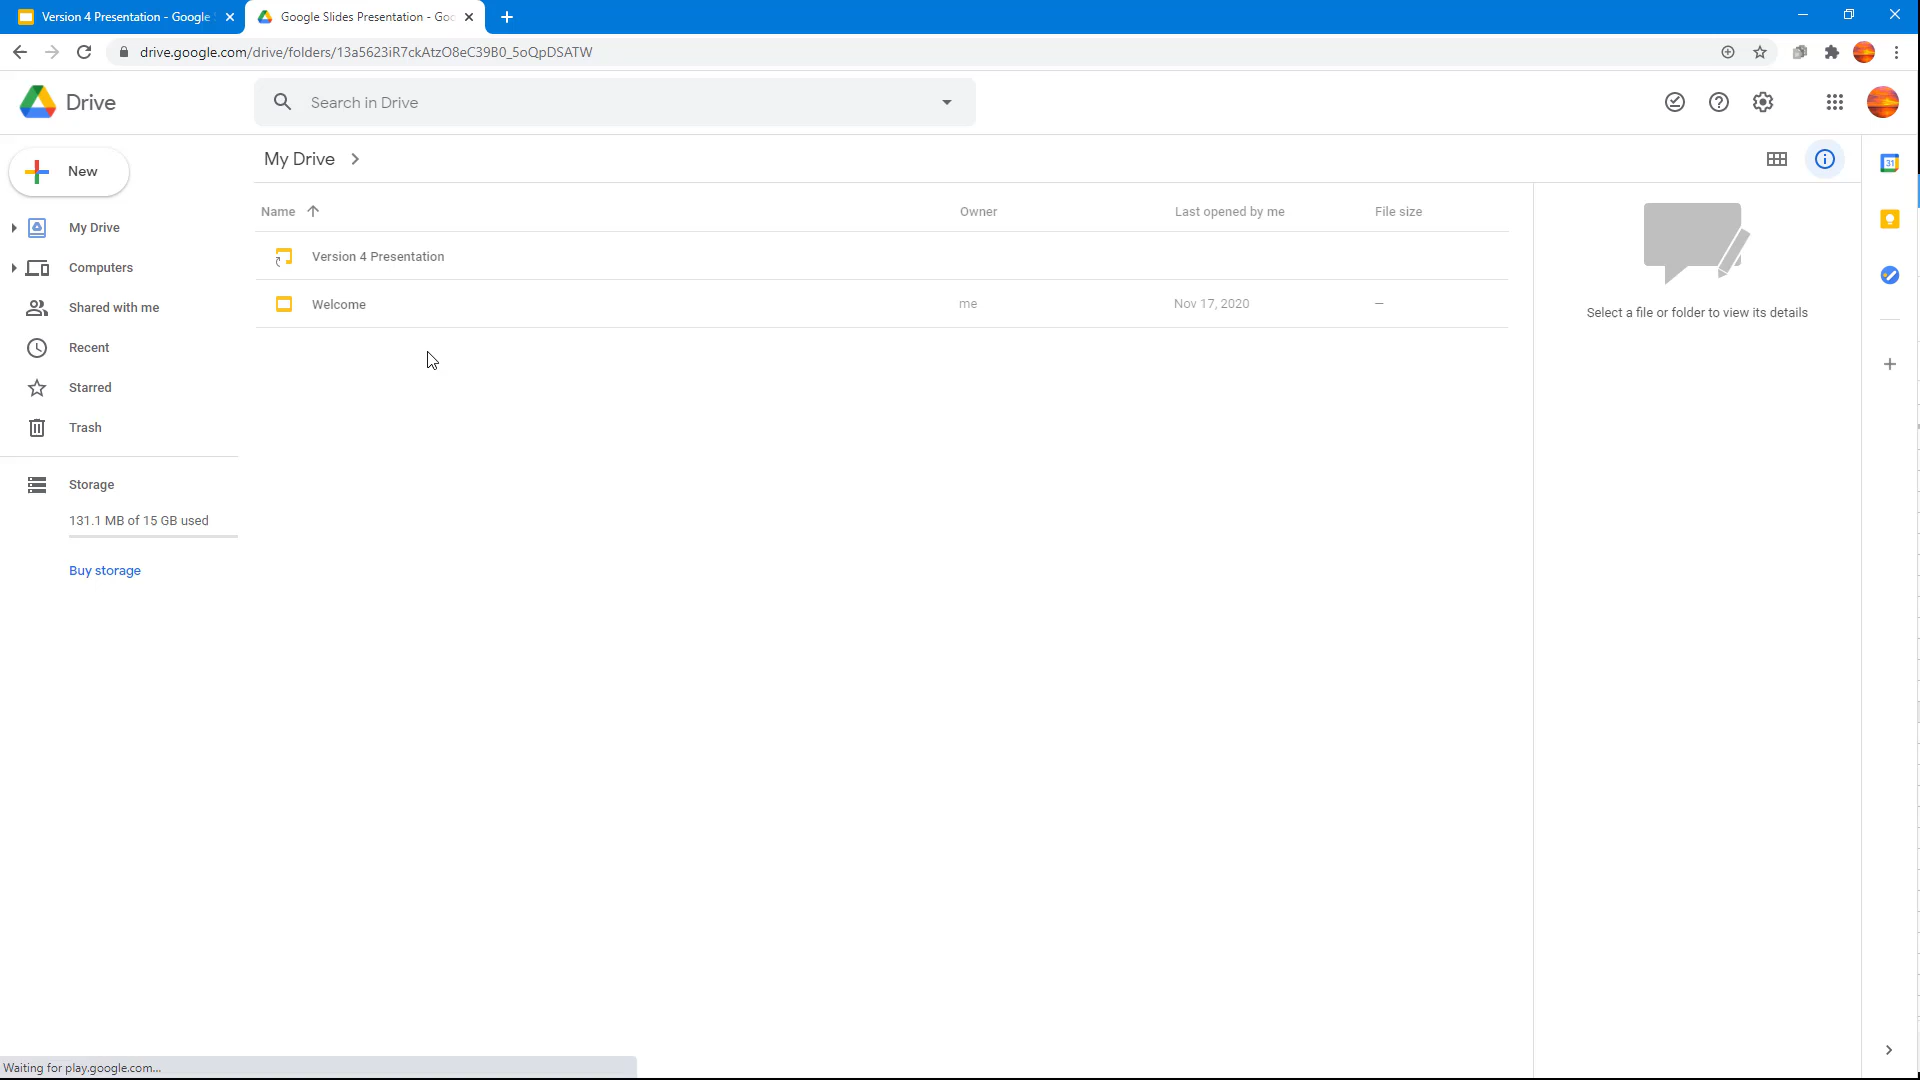 Version 4 Presentation - Google
Google Slides Presentation - Goo
drive.google.com/drive/folders/13a5623iR7ckAtzO8eC39B0_5oQpDSATW
Drive
Search in Drive
New
My Drive
Computers
Shared with me
Recent
Starred
Trash
Storage
131.1 MB of 15 GB used
Buy storage
My Drive
Name
Owner
Last opened by me
File size
Version 4 Presentation
Welcome
me
Nov 17, 2020
—
Select a file or folder to view its details
31
Waiting for play.google.com...